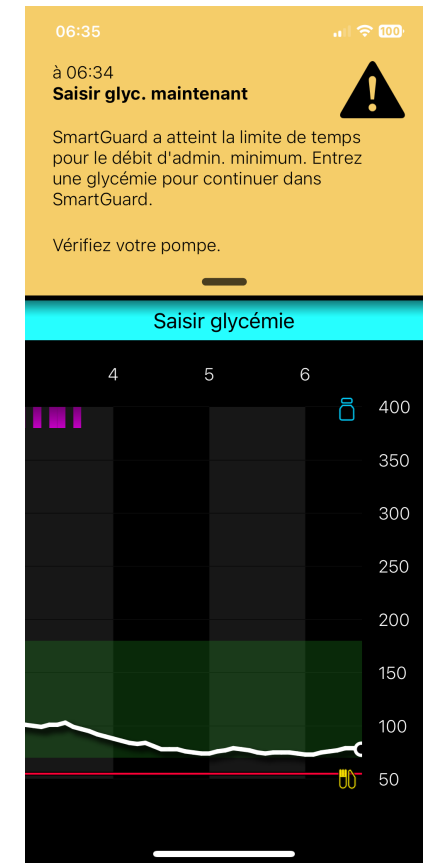 06:35
100
à 06:34
Saisir glyc. maintenant
SmartGuard a atteint la limite de temps
pour le débit d'admin. minimum. Entrez
une glycémie pour continuer dans
SmartGuard.
Vérifiez votre pompe.
Saisir glycémie
4 5 6
400
350
300
250
200
150
100
50